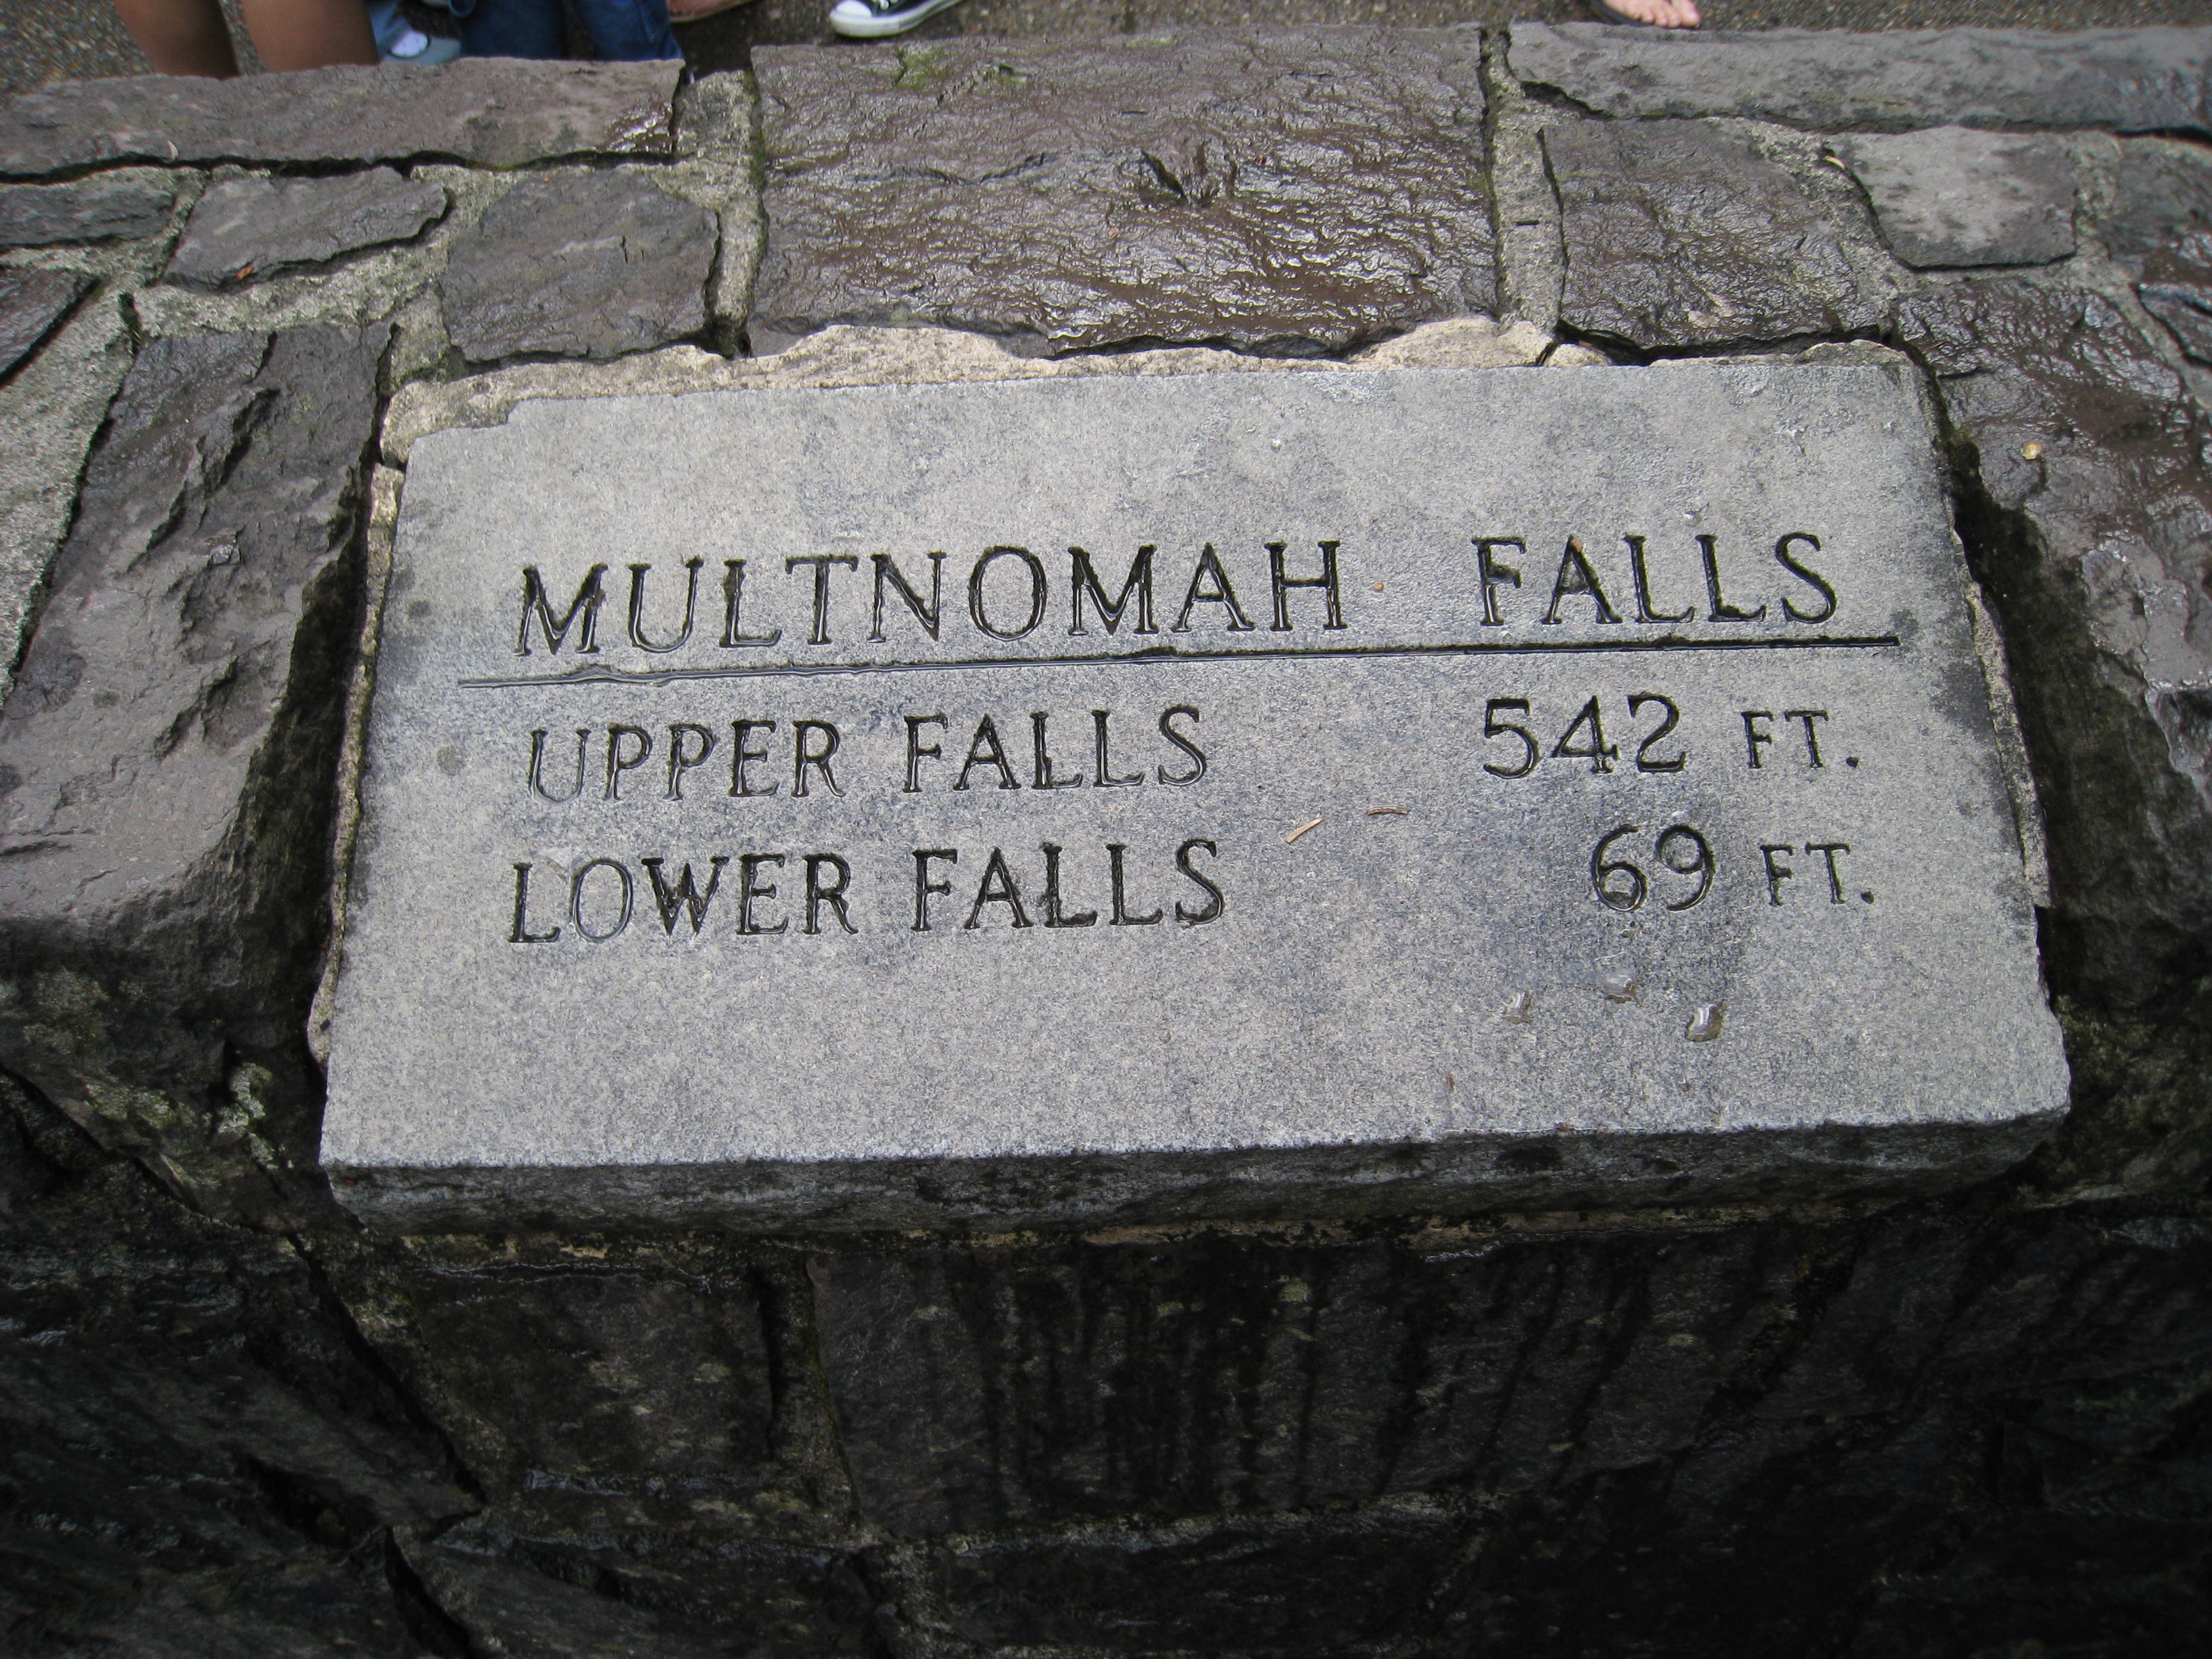 MULTNOMAH FALLS
UPPER FALLS 542 FT.
LOWER FALLS 69 FT.